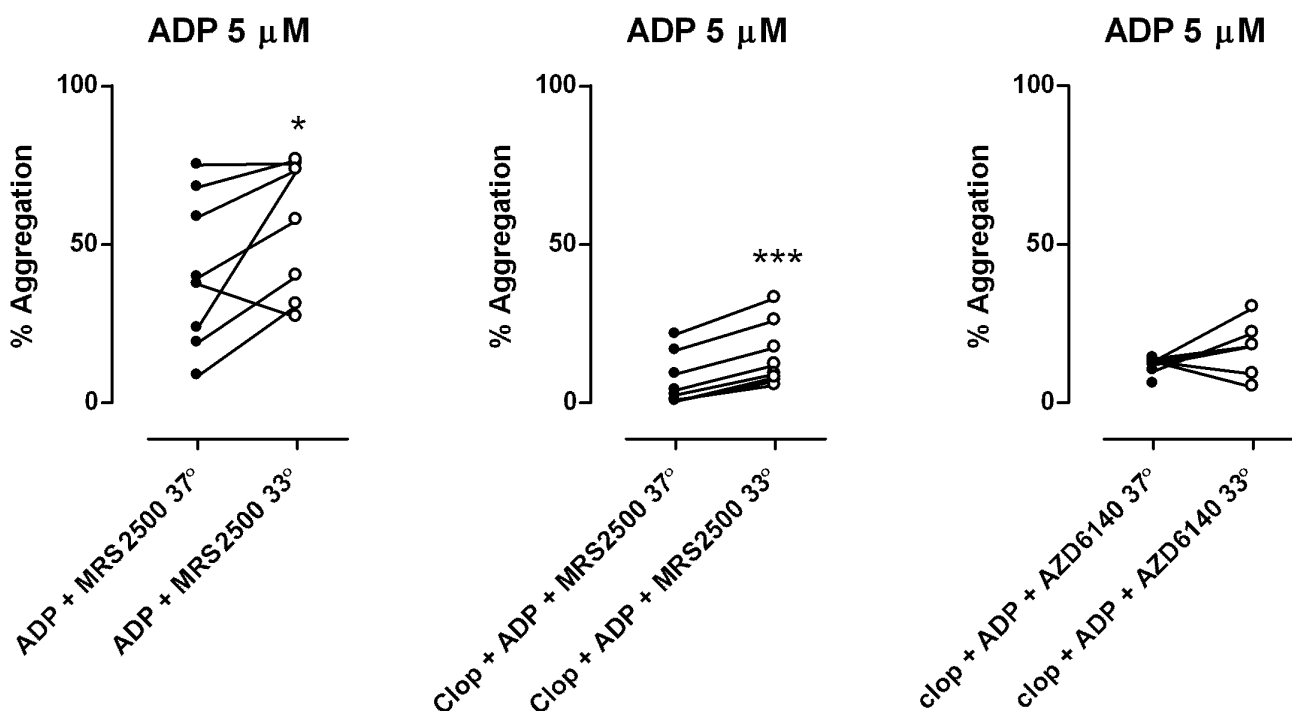 ADP 5 μM
% Aggregation
100
50
0
*
ADP + MRS2500 37°
ADP + MRS2500 33°
ADP 5 μM
% Aggregation
100
50
0
***
Clop + ADP + MRS2500 37°
Clop + ADP + MRS2500 33°
ADP 5 μM
% Aggregation
100
50
0
clop + ADP + AZD6140 37°
clop + ADP + AZD6140 33°